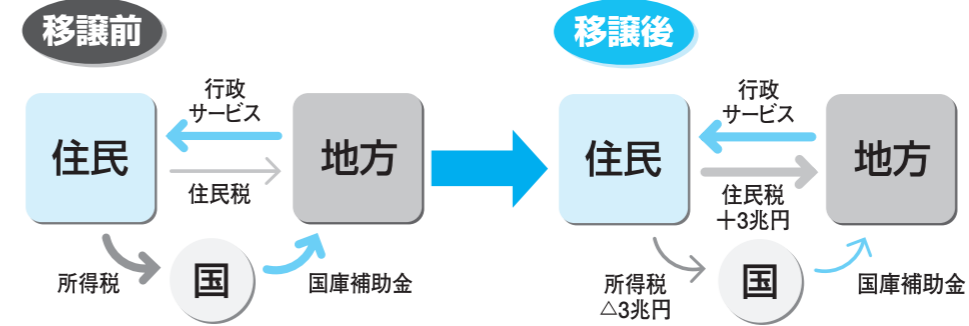 移譲前
行政
サービス
住民
地方
住民税
所得税
国
国庫補助金
移譲後
行政
サービス
住民
地方
住民税
+3兆円
所得税
△3兆円
国
国庫補助金